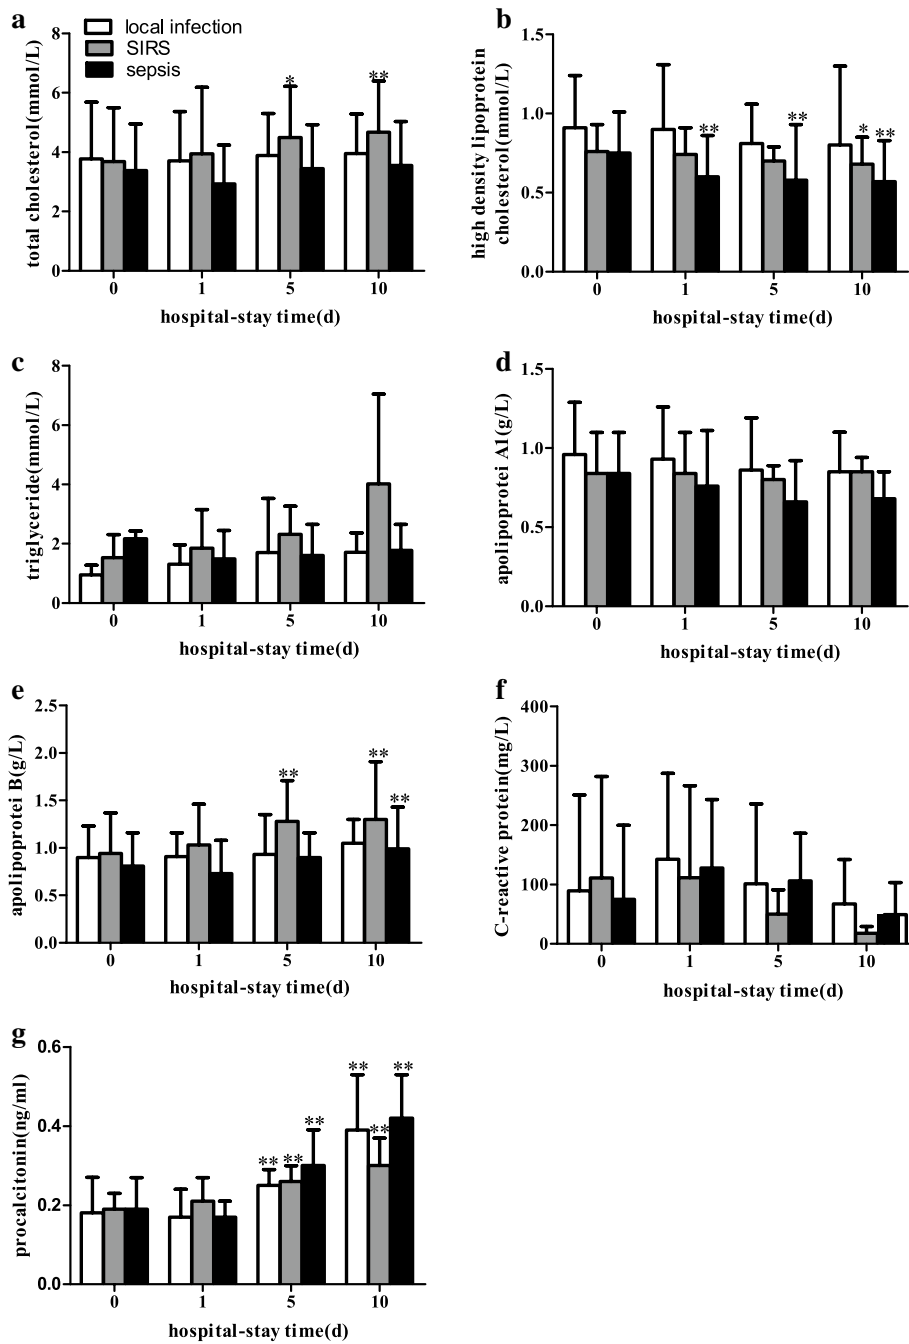 a
local infection
SIRS
sepsis
total cholesterol(mmol/L)
8
6
4
2
0
* **
0 1 5 10
hospital-stay time(d)
b
high density lipoprotein
cholesterol(mmol/L)
1.5
1.0
0.5
0.0
** ** * **
0 1 5 10
hospital-stay time(d)
c
triglyceride(mmol/L)
8
6
4
2
0
0 1 5 10
hospital-stay time(d)
d
apolipoprotei A1(g/L)
1.5
1.0
0.5
0.0
0 1 5 10
hospital-stay time(d)
e
apolipoprotei B(g/L)
2.5
2.0
1.5
1.0
0.5
0.0
** ** **
0 1 5 10
hospital-stay time(d)
f
C-reactive protein(mg/L)
400
300
200
100
0
0 1 5 10
hospital-stay time(d)
g
procalcitonin(ng/ml)
0.6
0.4
0.2
0.0
** ** ** ** ** **
0 1 5 10
hospital-stay time(d)